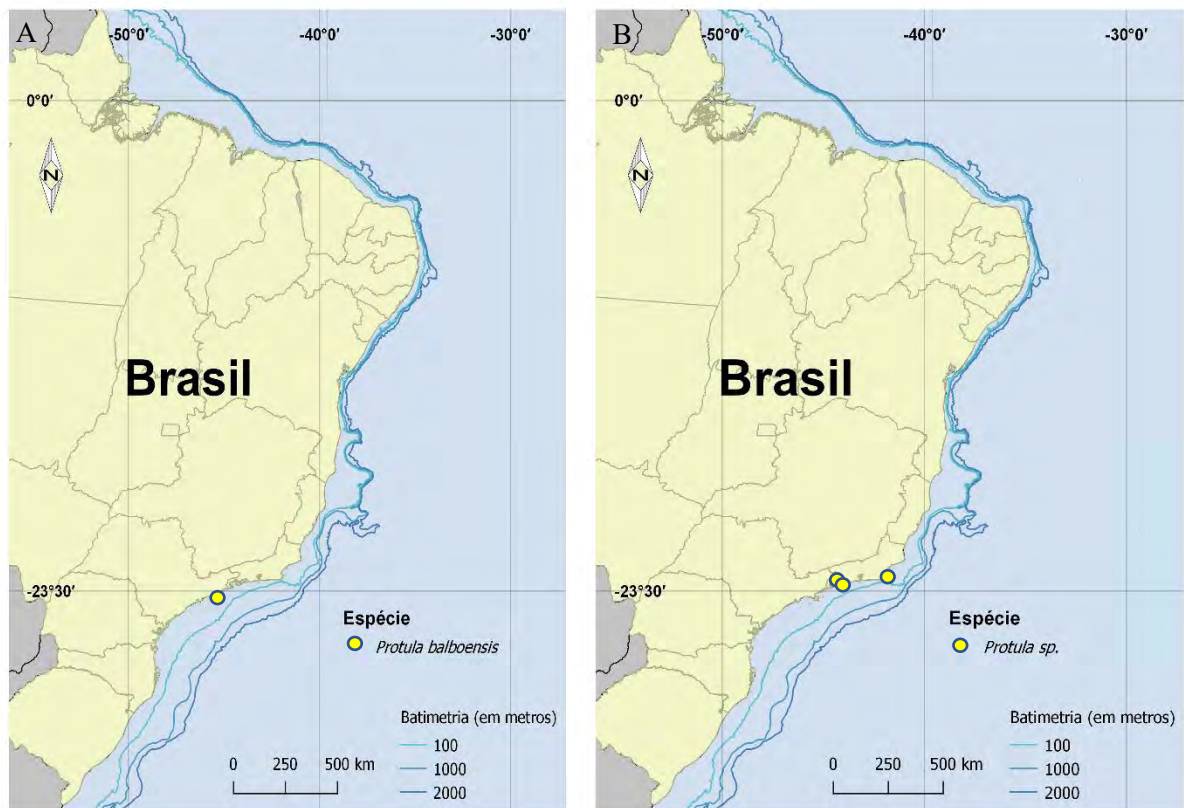 A
-50°0'
-40°0'
-30°0'
0°0'
N
Brasil
-23°30'
Espécie
Protula balboensis
Batimetria (em metros)
100
1000
2000
0 250 500 km
B
-50°0'
-40°0'
-30°0'
0°0'
N
Brasil
-23°30'
Espécie
Protula sp.
Batimetria (em metros)
100
1000
2000
0 250 500 km